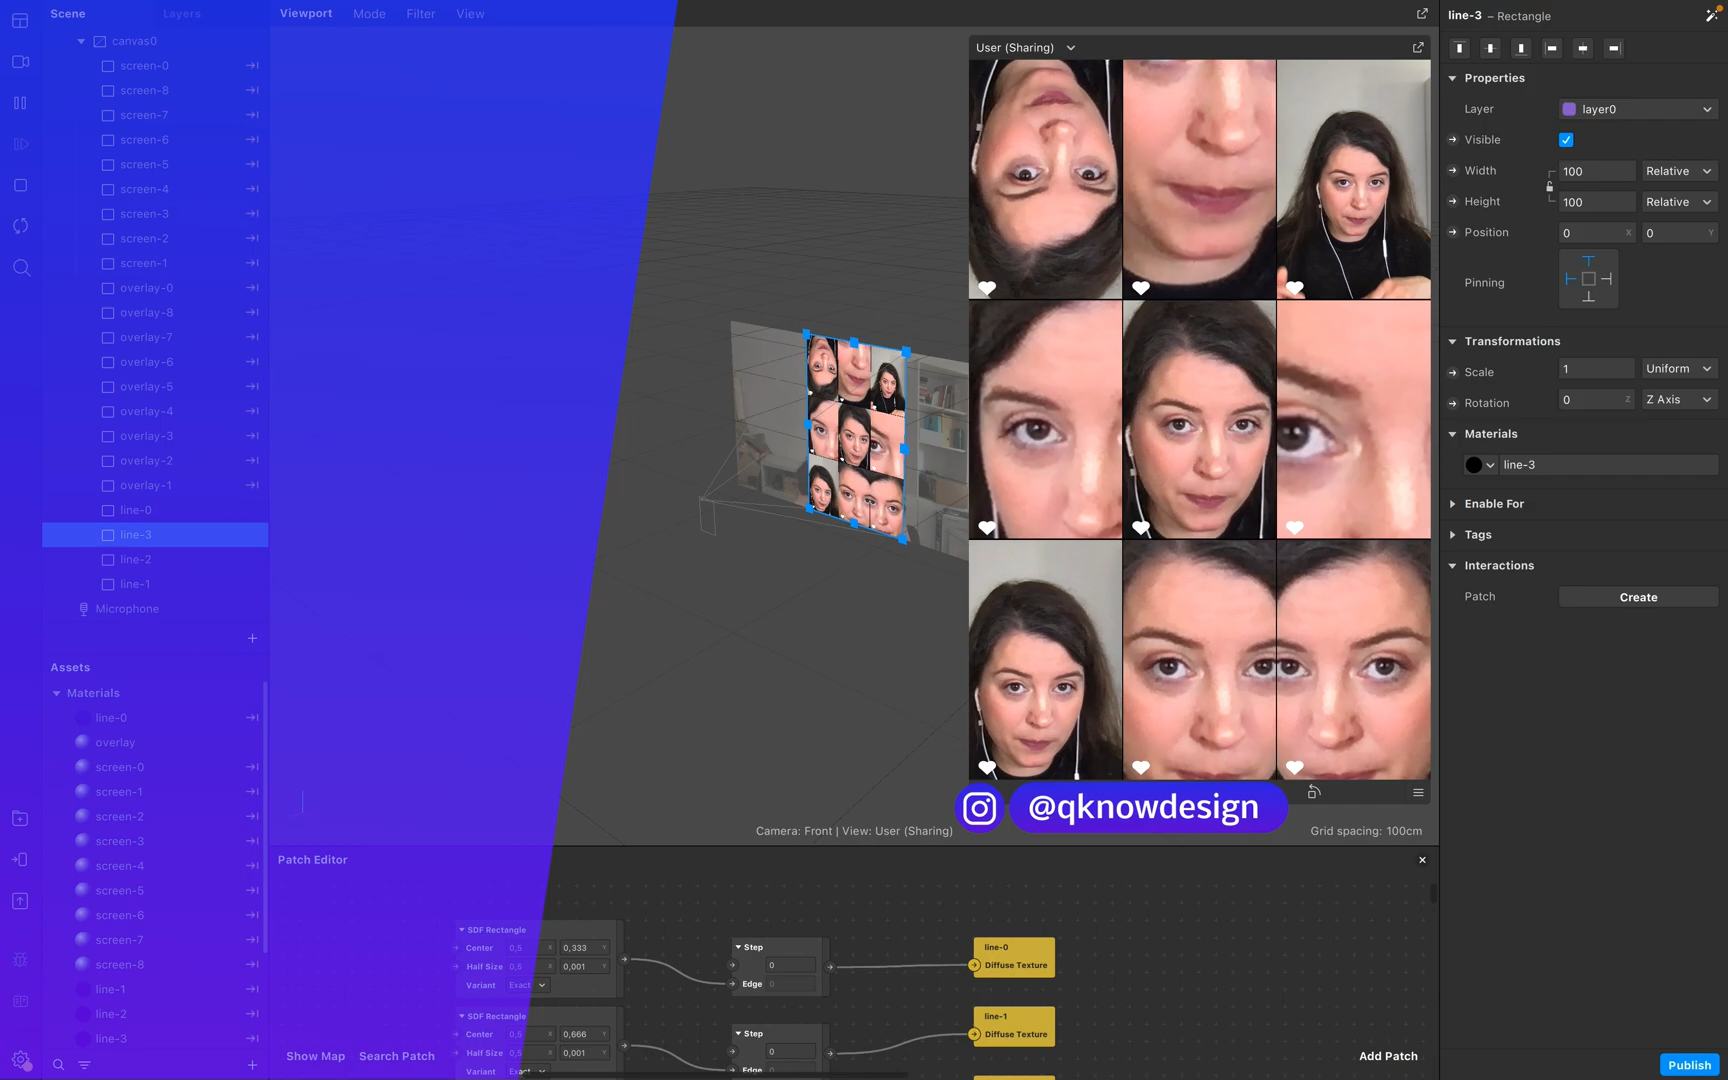 Scene
Layers
canvas0
screen-0
screen-8
screen-7
screen-6
screen-5
screen-4
screen-3
screen-2
screen-1
overlay-0
overlay-8
overlay-7
overlay-6
overlay-5
overlay-4
overlay-3
overlay-2
overlay-1
line-0
line-3
line-2
line-1
Microphone
Assets
Materials
line-0
overlay
screen-0
screen-1
screen-2
screen-3
screen-4
screen-5
screen-6
screen-7
screen-8
line-1
line-2
line-3
Viewport Mode Filter View
User (Sharing)
@qknowdesign
Camera: Front | View: User (Sharing)
Grid spacing: 100cm
Patch Editor
SDF Rectangle
Center 0,5 X 0,333 Y
Half Size 0,5 X 0,001 Y
Variant Exact
Step
0
Edge 0
line-0
Diffuse Texture
SDF Rectangle
Center 0,5 X 0,666 Y
Half Size 0,5 X 0,001 Y
Variant Exact
Step
0
Edge 0
line-1
Diffuse Texture
Show Map Search Patch
Add Patch
line-3 – Rectangle
Properties
Layer layer0
Visible
Width 100 Relative
Height 100 Relative
Position 0 X 0 Y
Pinning
Transformations
Scale 1 Uniform
Rotation 0 Z Z Axis
Materials
line-3
Enable For
Tags
Interactions
Patch Create
Publish